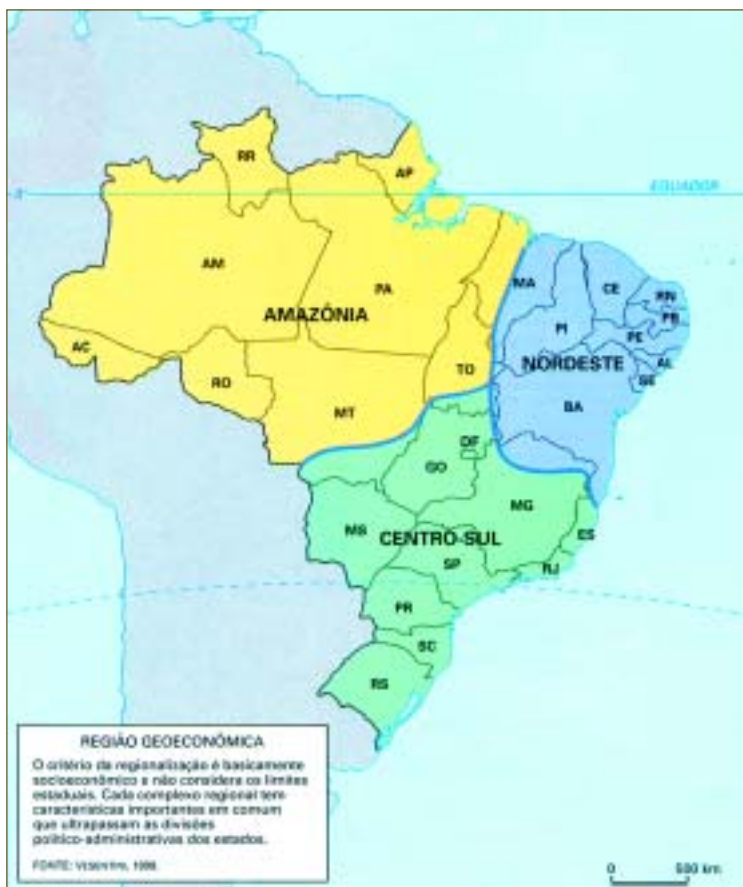 RR
AP
EQUADOR
AM
PA
MA
CE
RN
PB
AMAZÔNIA
PI
PE
AC
TO
NORDESTE
AL
SE
RO
MT
BA
DF
GO
MG
MS
CENTRO-SUL
ES
SP
RJ
PR
SC
RS
REGIÃO GEOECONÔMICA
O critério da regionalização é basicamente
socioeconômico e não considera os limites
estaduais. Cada complexo regional tem
características importantes em comum
que ultrapassam as divisões
político-administrativas dos estados.
FONTE: Vesentini, 1998.
0 500 km